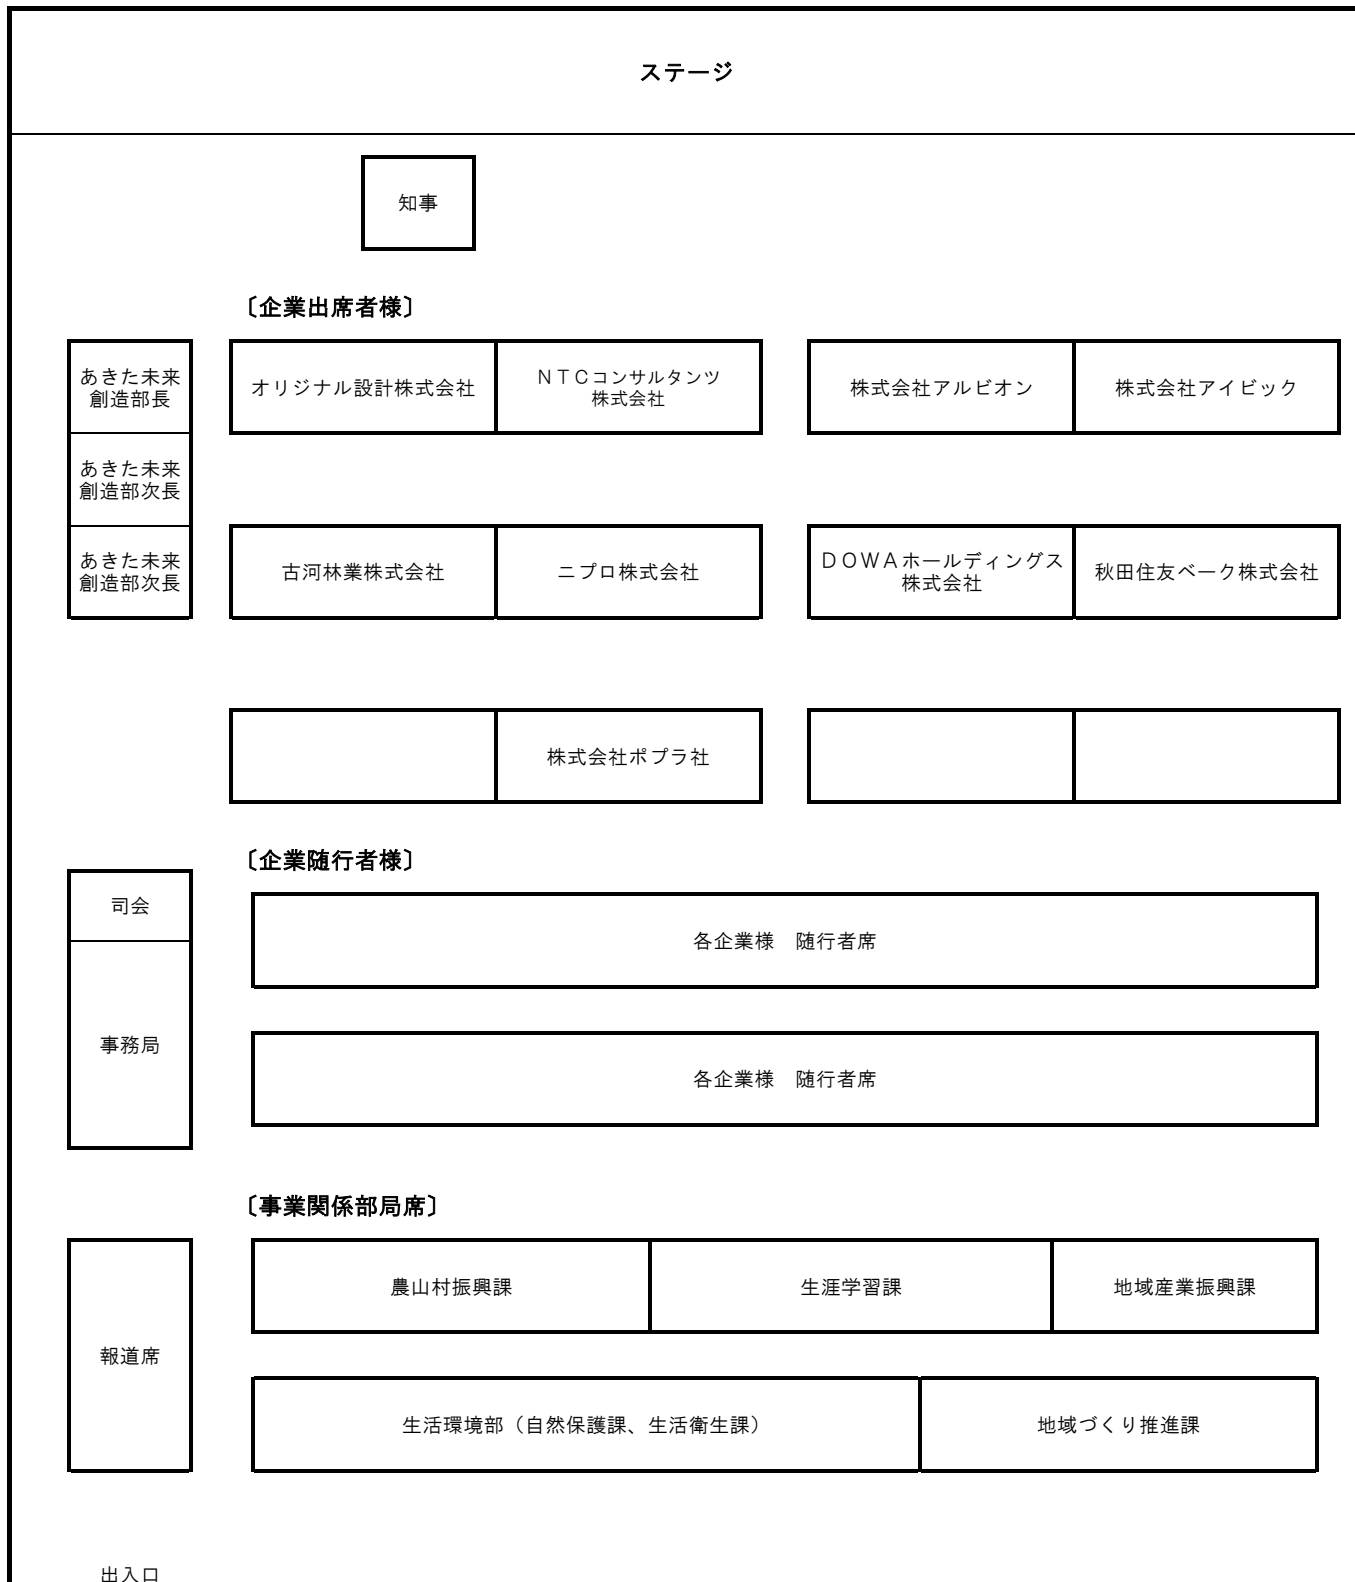 ステージ
知事
〔企業出席者様〕
あきた未来
創造部長
オリジナル設計株式会社
ＮＴＣコンサルタンツ
株式会社
株式会社アルビオン
株式会社アイビック
あきた未来
創造部次長
あきた未来
創造部次長
古河林業株式会社
ニプロ株式会社
ＤＯＷＡホールディングス
株式会社
秋田住友ベーク株式会社
株式会社ポプラ社
〔企業随行者様〕
司会
各企業様　随行者席
事務局
各企業様　随行者席
〔事業関係部局席〕
農山村振興課
生涯学習課
地域産業振興課
報道席
生活環境部（自然保護課、生活衛生課）
地域づくり推進課
出入口